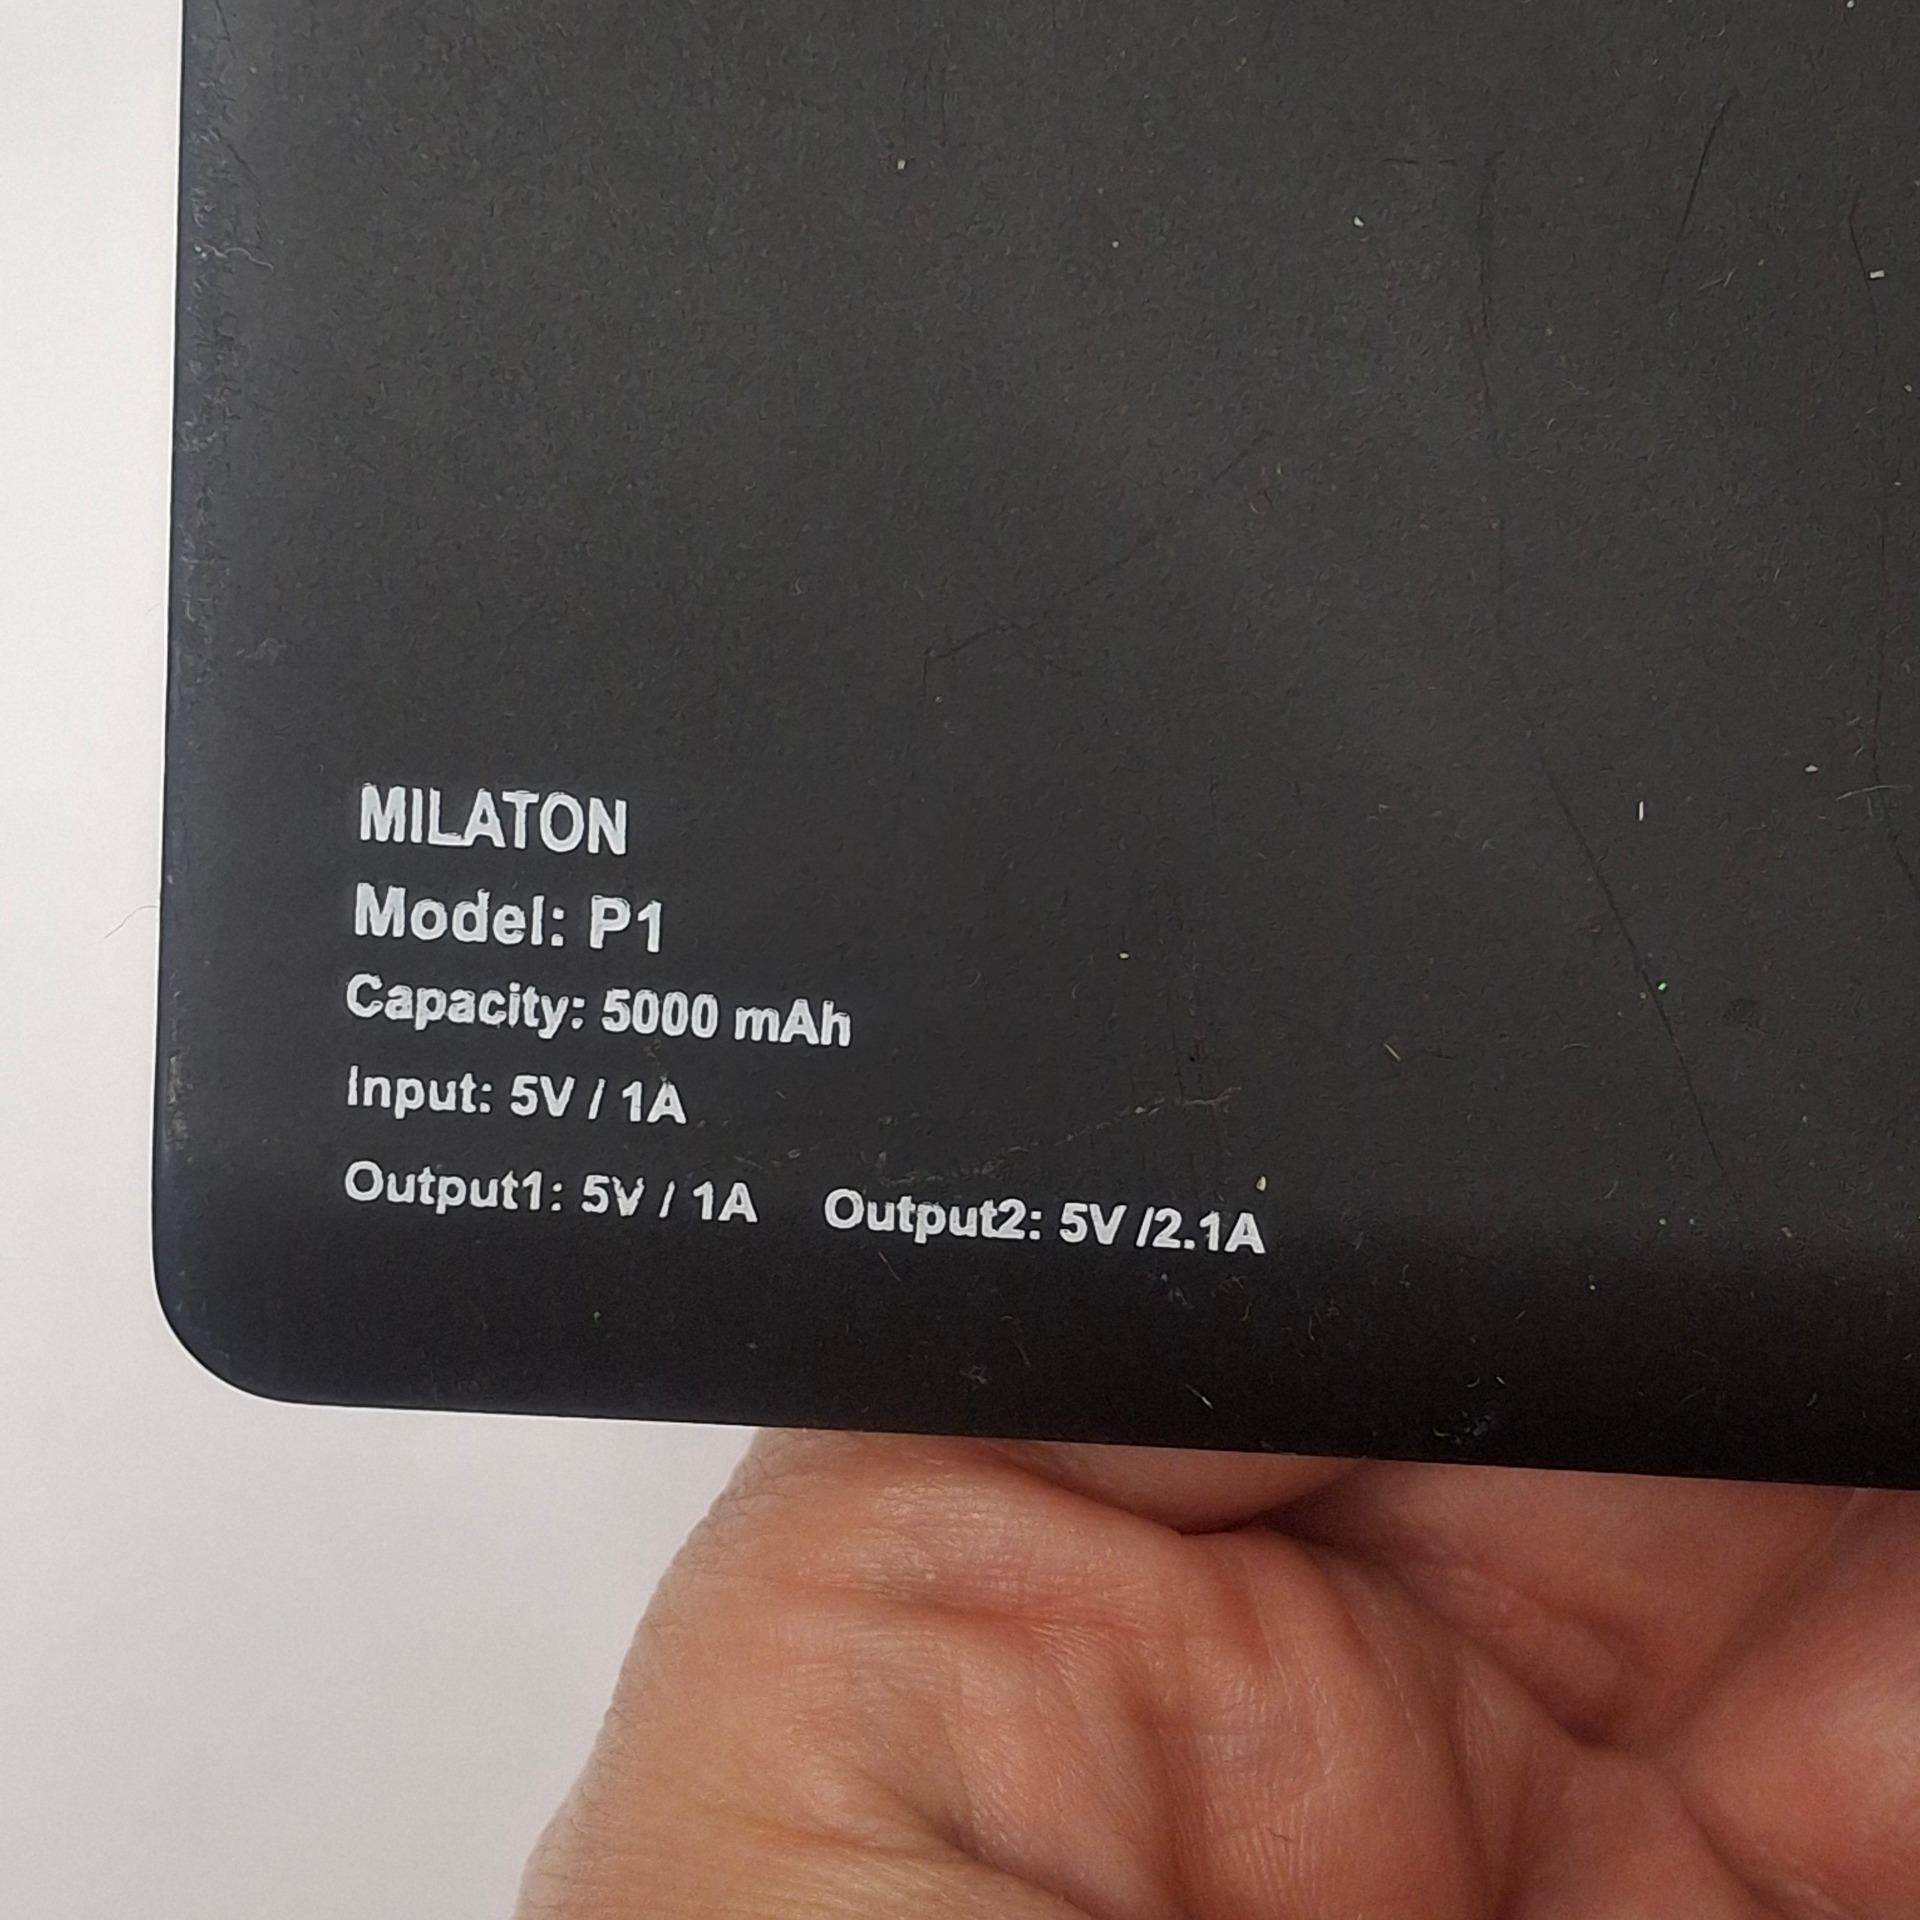 MILATON
Model: P1
Capacity: 5000 mAh
Input: 5V / 1A
Output1: 5V / 1A Output2: 5V /2.1A